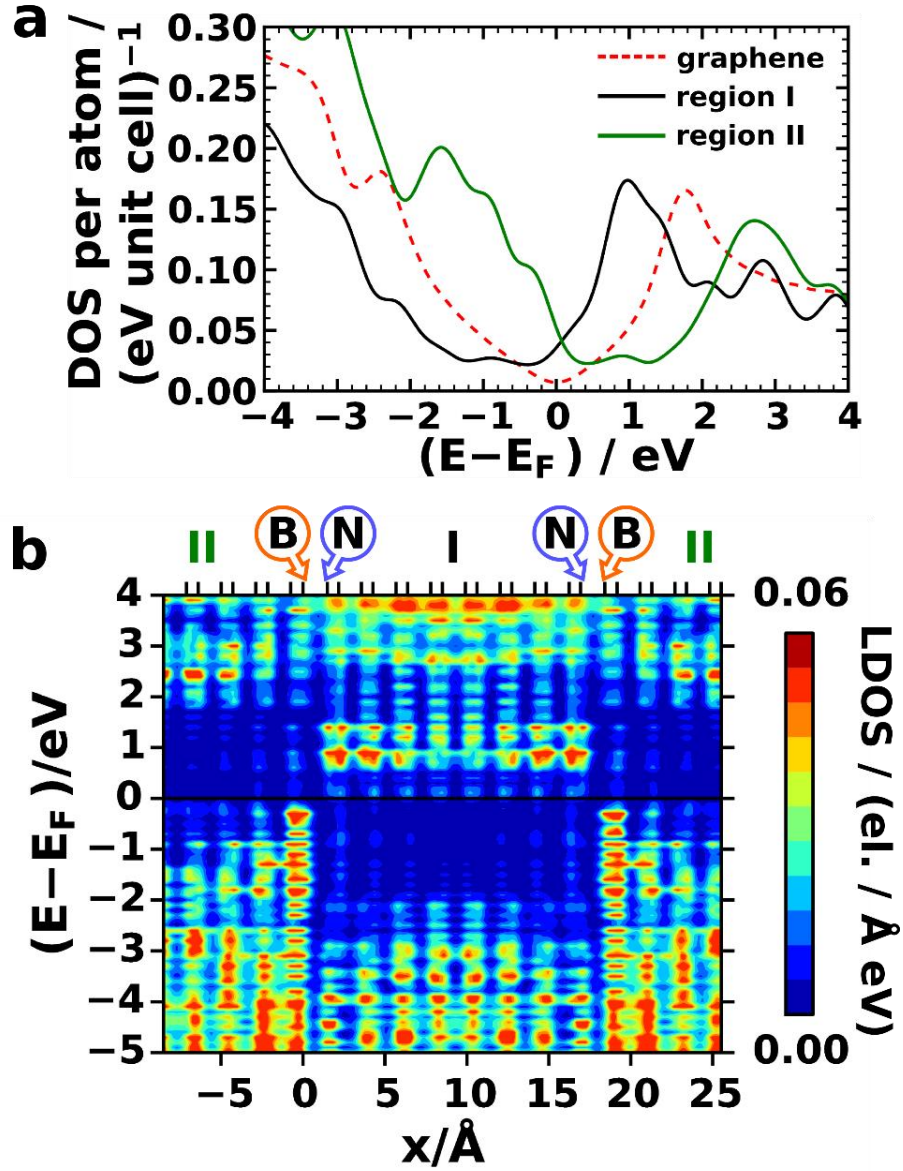 a
DOS per atom /
(eV unit cell)⁻¹
0.30
0.25
0.20
0.15
0.10
0.05
0.00
graphene
region I
region II
−4 −3 −2 −1 0 1 2 3 4
(E−E_F) / eV
b
II B N I N B II
4
3
2
1
0
−1
−2
−3
−4
−5
(E−E_F)/eV
−5 0 5 10 15 20 25
x/Å
0.06
LDOS / (el. / Å eV)
0.00